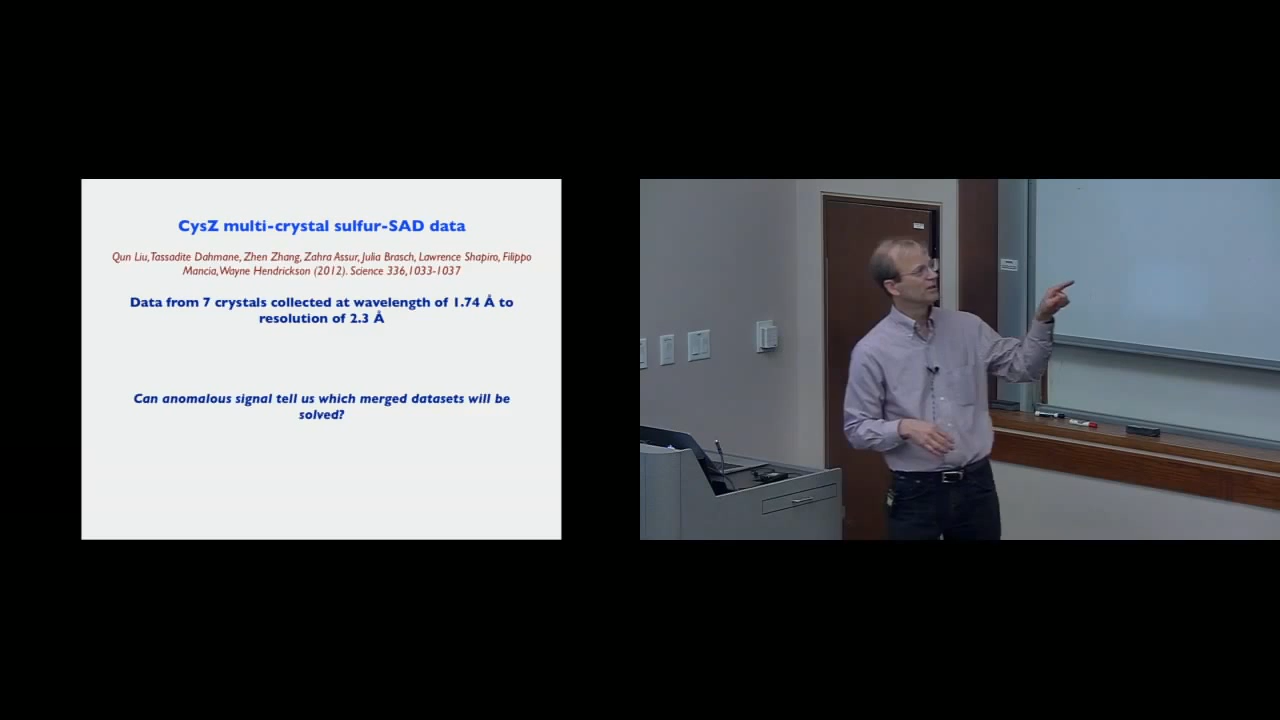 CysZ multi-crystal sulfur-SAD data
Qun Liu, Tassadite Dahmane, Zhen Zhang, Zahra Assur, Julia Brasch, Lawrence Shapiro, Filippo
Mancia, Wayne Hendrickson (2012). Science 336, 1033-1037
Data from 7 crystals collected at wavelength of 1.74 Å to
resolution of 2.3 Å
Can anomalous signal tell us which merged datasets will be
solved?